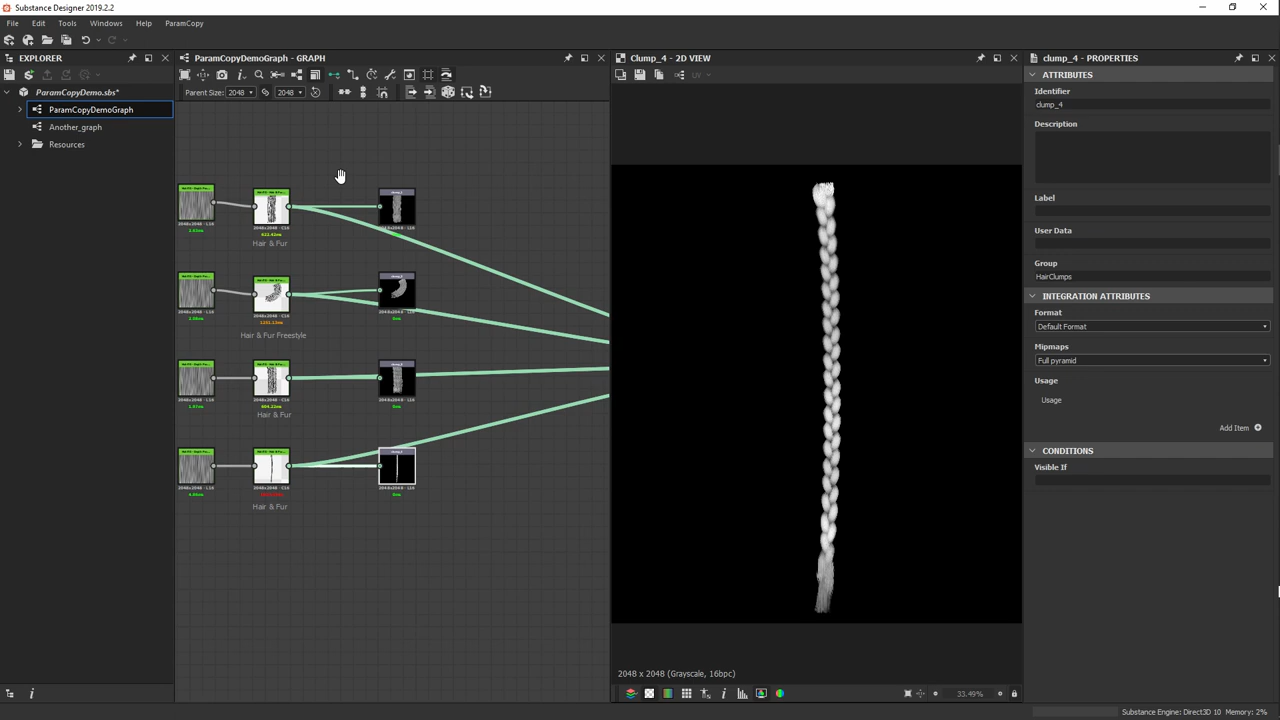 Substance Designer 2019.2.2
File Edit Tools Windows Help ParamCopy
EXPLORER
ParamCopyDemo.sbs*
ParamCopyDemoGraph
Another_graph
Resources
ParamCopyDemoGraph - GRAPH
Parent Size: 2048 2048
Hair & Fur
Hair & Fur Freestyle
Hair & Fur
Hair & Fur
Clump_4 - 2D VIEW
UV
2048 x 2048 (Grayscale, 16bpc)
33.49%
clump_4 - PROPERTIES
ATTRIBUTES
Identifier
clump_4
Description
Label
User Data
Group
HairClumps
INTEGRATION ATTRIBUTES
Format
Default Format
Mipmaps
Full pyramid
Usage
Usage
Add Item
CONDITIONS
Visible If
Substance Engine: Direct3D 10 Memory: 2%